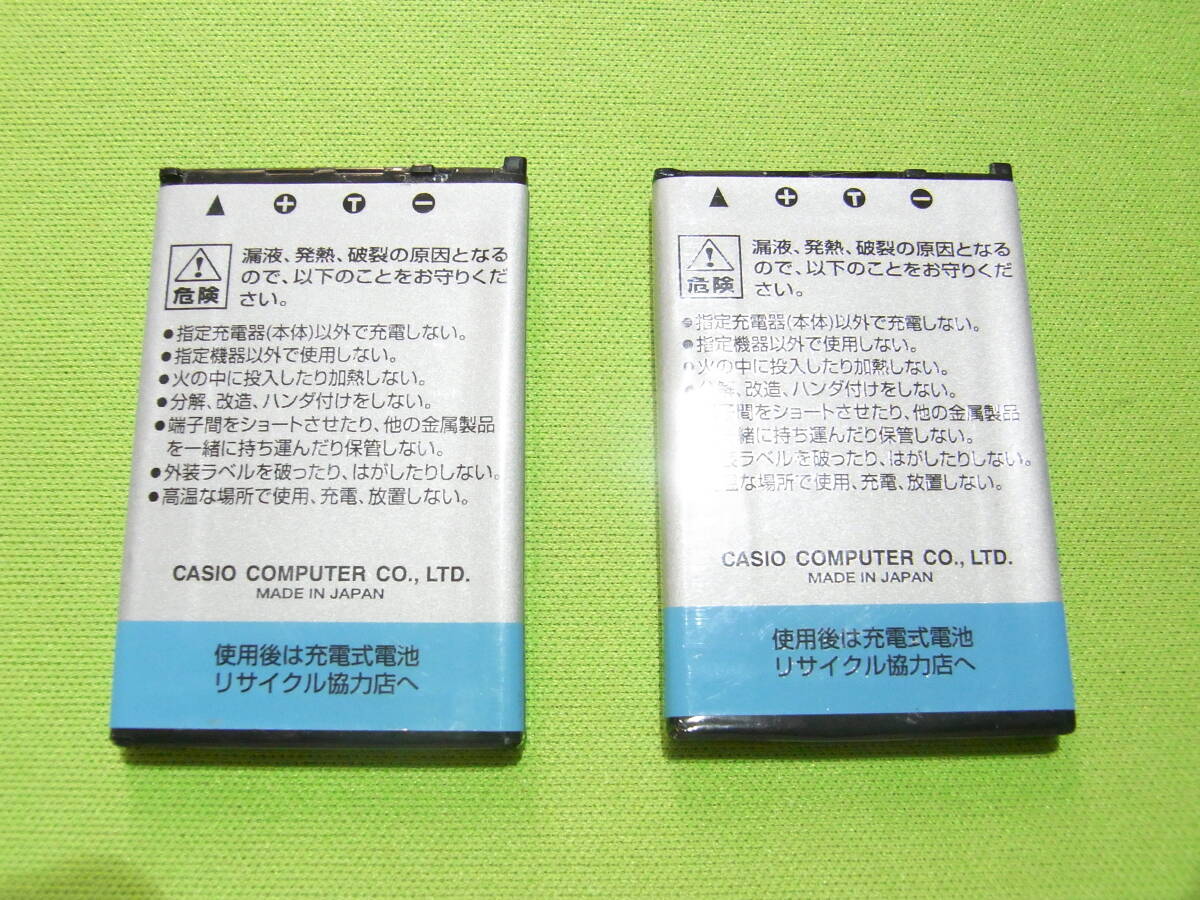 ▲ ⊕ T ⊖
危険
漏液、発熱、破裂の原因となる
ので、以下のことをお守りくだ
さい。
●指定充電器(本体)以外で充電しない。
●指定機器以外で使用しない。
●火の中に投入したり加熱しない。
●分解、改造、ハンダ付けをしない。
●端子間をショートさせたり、他の金属製品
を一緒に持ち運んだり保管しない。
●外装ラベルを破ったり、はがしたりしない。
●高温な場所で使用、充電、放置しない。
CASIO COMPUTER CO., LTD.
MADE IN JAPAN
使用後は充電式電池
リサイクル協力店へ
▲ ⊕ T ⊖
危険
漏液、発熱、破裂の原因となる
ので、以下のことをお守りくだ
さい。
●指定充電器(本体)以外で充電しない。
●指定機器以外で使用しない。
●火の中に投入したり加熱しない。
●分解、改造、ハンダ付けをしない。
間をショートさせたり、他の金属製品
緒に持ち運んだり保管しない。
装ラベルを破ったり、はがしたりしない。
温な場所で使用、充電、放置しない。
CASIO COMPUTER CO., LTD.
MADE IN JAPAN
使用後は充電式電池
リサイクル協力店へ